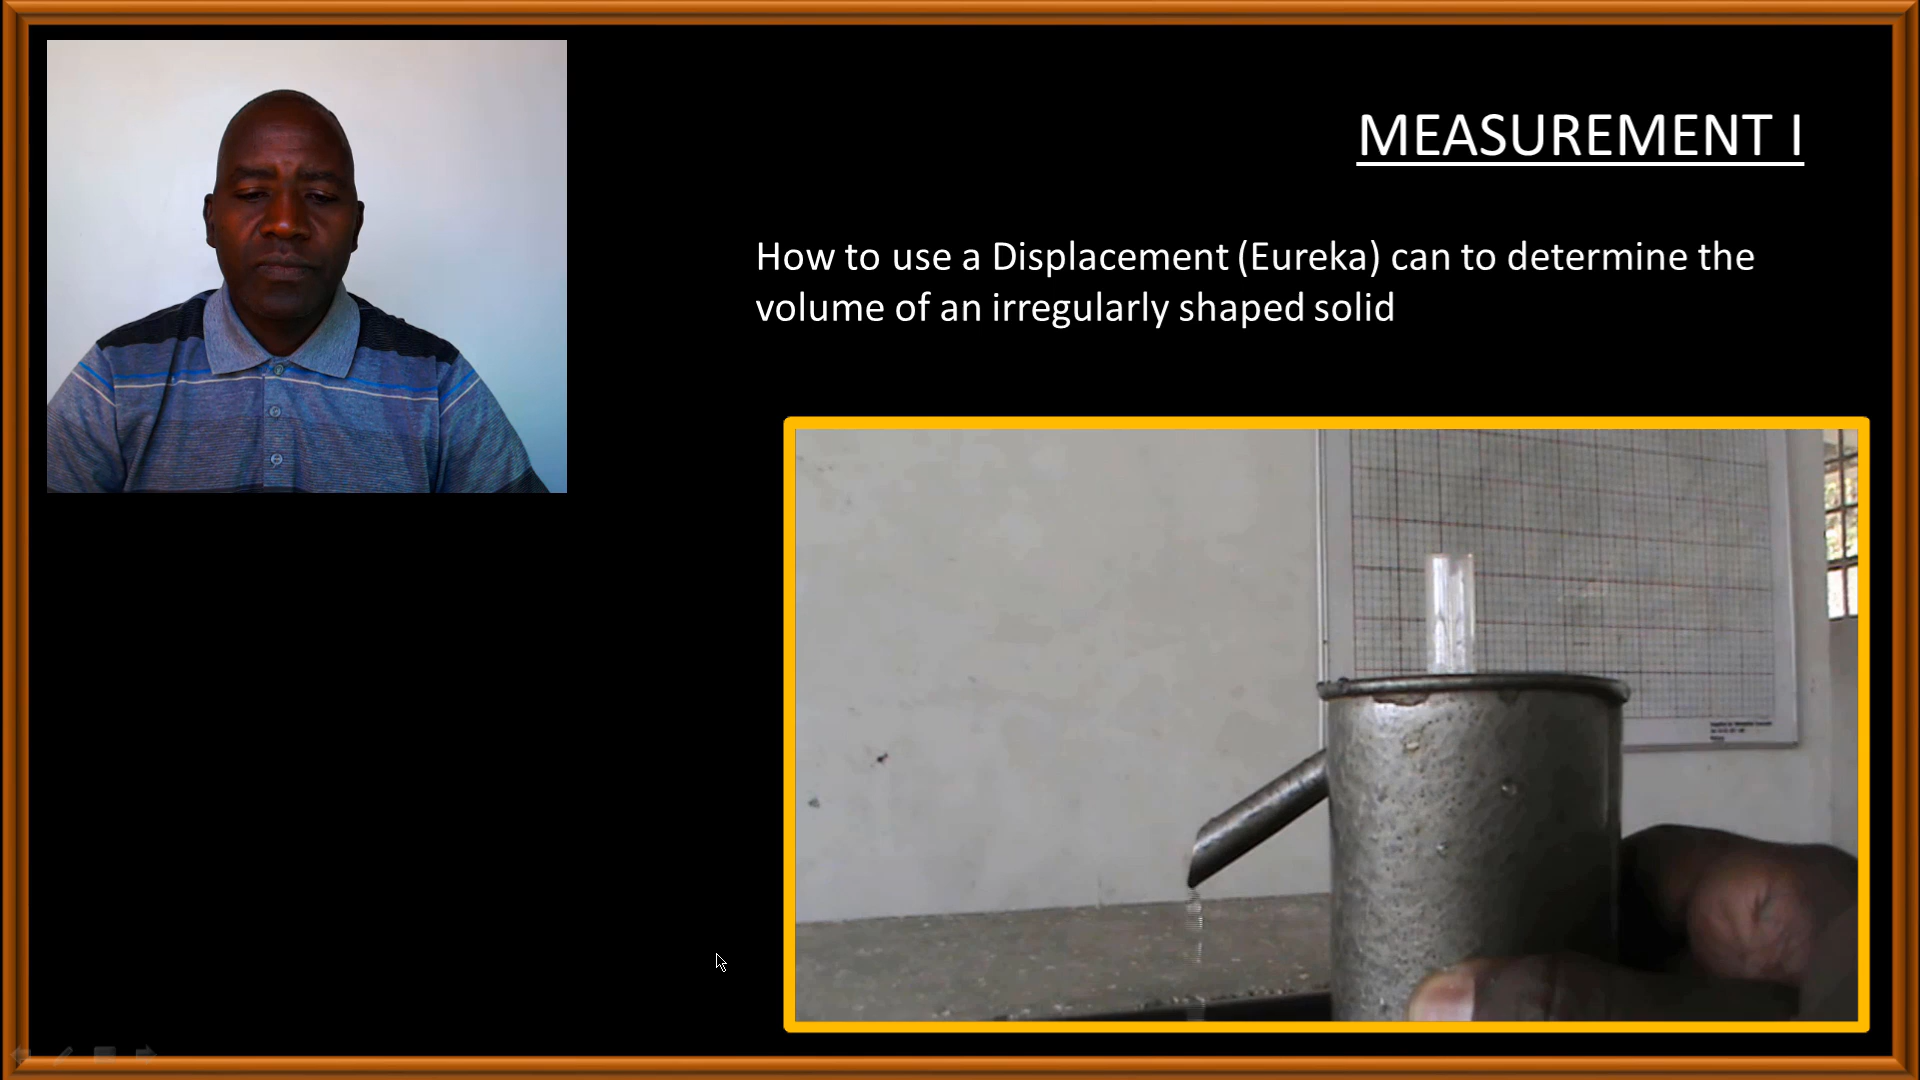 MEASUREMENT I
How to use a Displacement (Eureka) can to determine the
volume of an irregularly shaped solid